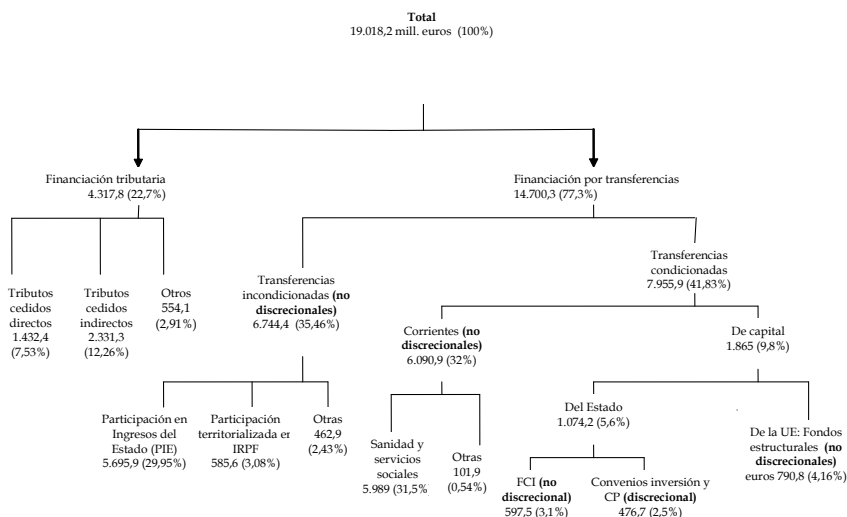 Total
19.018,2 mill. euros (100%)
Financiación tributaria
4.317,8 (22,7%)
Financiación por transferencias
14.700,3 (77,3%)
Transferencias
condicionadas
7.955,9 (41,83%)
Tributos
cedidos
directos
1.432,4
(7,53%)
Tributos
cedidos
indirectos
2.331,3
(12,26%)
Otros
554,1
(2,91%)
Transferencias
incondicionadas (no
discrecionales)
6.744,4 (35,46%)
Corrientes (no
discrecionales)
6.090,9 (32%)
De capital
1.865 (9,8%)
Participación en
Ingresos del
Estado (PIE)
5.695,9 (29,95%)
Participación
territorializada er
IRPF
585,6 (3,08%)
Otras
462,9
(2,43%)
Sanidad y
servicios
sociales
5.989 (31,5%
Otras
101,9
(0,54%)
Del Estado
1.074,2 (5,6%)
De la UE: Fondos
estructurales (no
discrecionales)
euros 790,8 (4,16%)
FCI (no
discrecional)
597,5 (3,1%)
Convenios inversión y
CP (discrecional)
476,7 (2,5%)